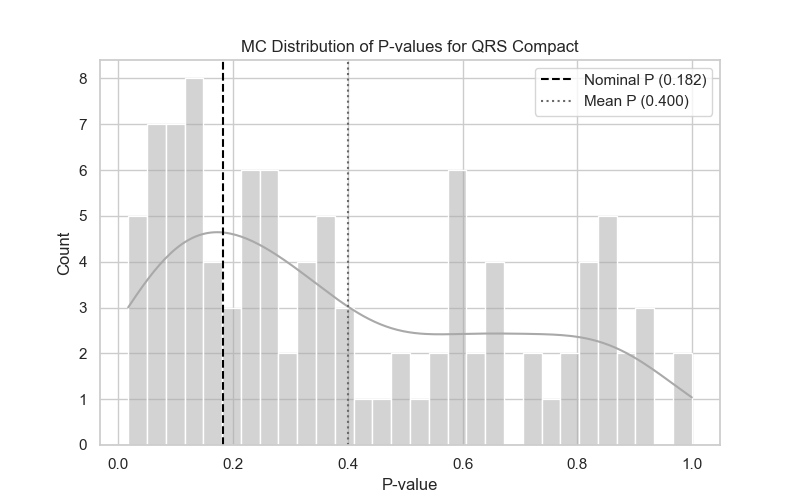 MC Distribution of P-values for QRS Compact
Nominal P (0.182)
Mean P (0.400)
Count
8
7
6
5
4
3
2
1
0
0.0 0.2 0.4 0.6 0.8 1.0
P-value